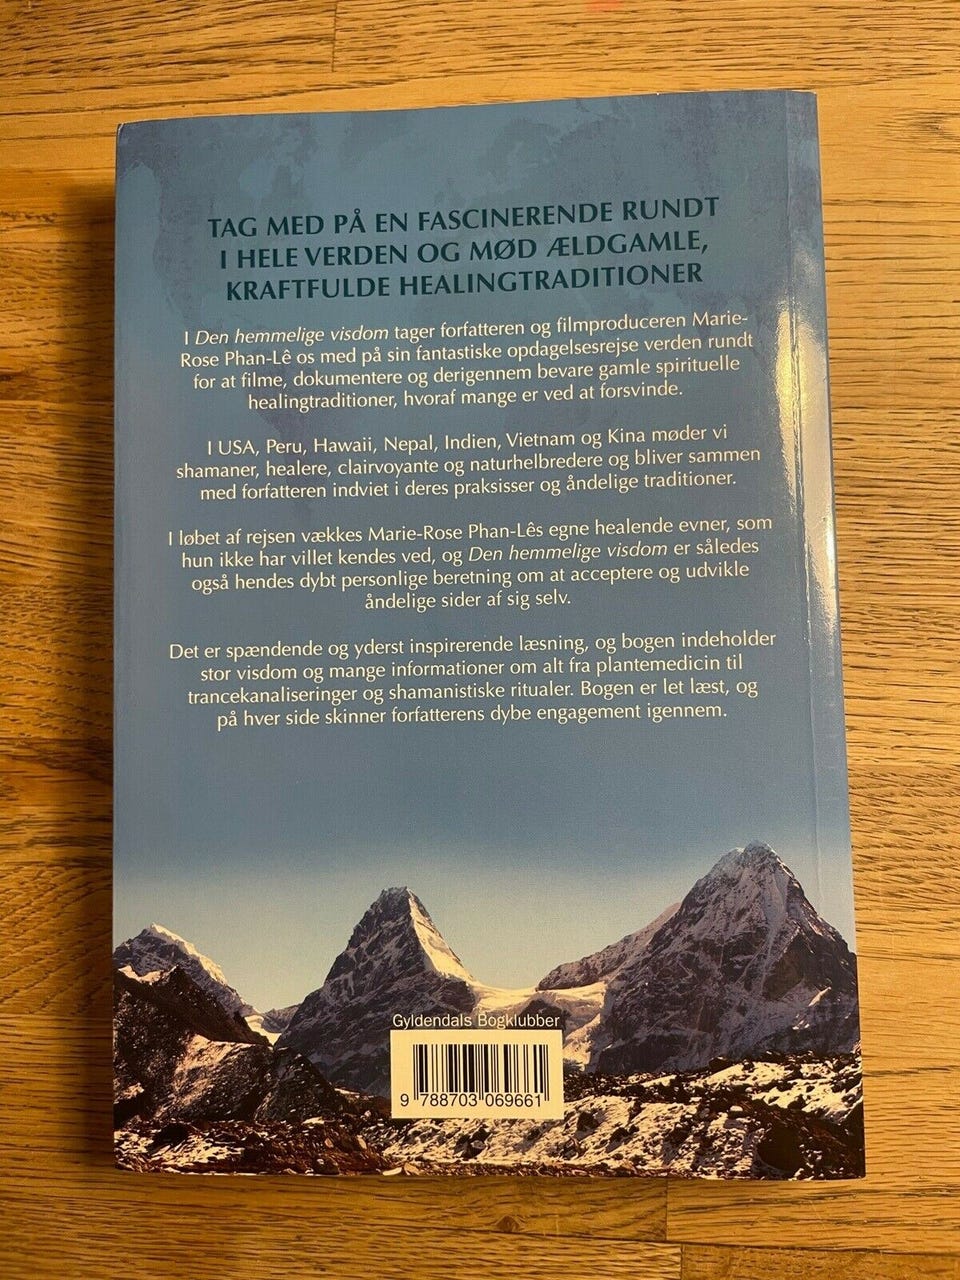 TAG MED PÅ EN FASCINERENDE RUNDT
I HELE VERDEN OG MØD ÆLDGAMLE,
KRAFTFULDE HEALINGTRADITIONER
I Den hemmelige visdom tager forfatteren og filmproduceren Marie-
Rose Phan-Lê os med på sin fantastiske opdagelsesrejse verden rundt
for at filme, dokumentere og derigennem bevare gamle spirituelle
healingtraditioner, hvoraf mange er ved at forsvinde.
I USA, Peru, Hawaii, Nepal, Indien, Vietnam og Kina møder vi
shamaner, healere, clairvoyante og naturhelbredere og bliver sammen
med forfatteren indviet i deres praksisser og åndelige traditioner.
I løbet af rejsen vækkes Marie-Rose Phan-Lês egne healende evner, som
hun ikke har villet kendes ved, og Den hemmelige visdom er således
også hendes dybt personlige beretning om at acceptere og udvikle
åndelige sider af sig selv.
Det er spændende og yderst inspirerende læsning, og bogen indeholder
stor visdom og mange informationer om alt fra plantemedicin til
trancekanaliseringer og shamanistiske ritualer. Bogen er let læst, og
på hver side skinner forfatterens dybe engagement igennem.
Gyldendals Bogklubber
9 788703 069661